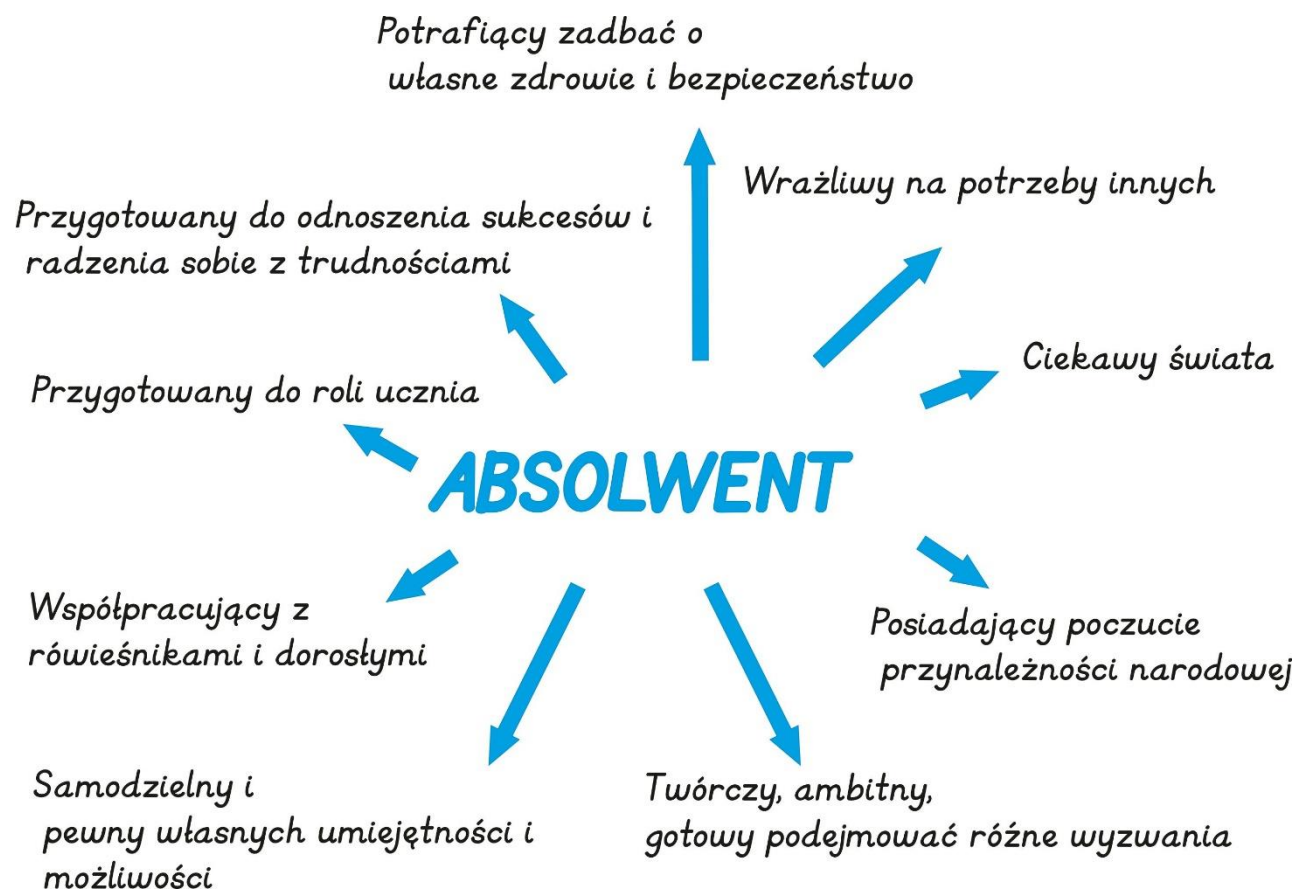 Potrafiący zadbać o
własne zdrowie i bezpieczeństwo
Wrażliwy na potrzeby innych
Przygotowany do odnoszenia sukcesów i
radzenia sobie z trudnościami
Ciekawy świata
Przygotowany do roli ucznia
ABSOLWENT
Współpracujący z
rówieśnikami i dorosłymi
Posiadający poczucie
przynależności narodowej
Samodzielny i
pewny własnych umiejętności i
możliwości
Twórczy, ambitny,
gotowy podejmować różne wyzwania